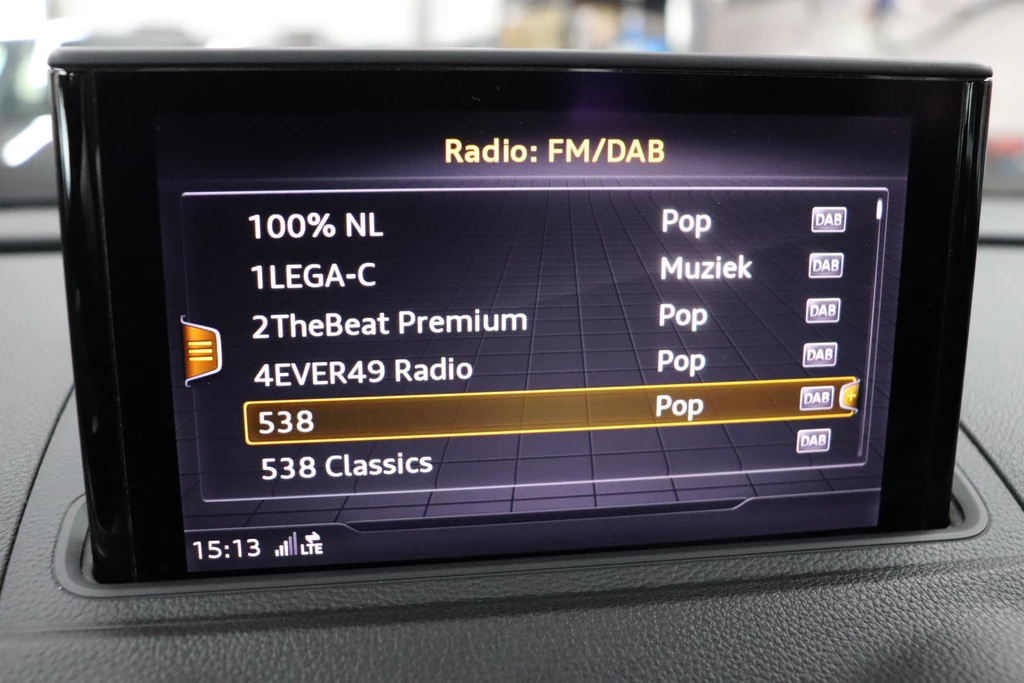 Radio: FM/DAB
100% NL Pop DAB
1LEGA-C Muziek DAB
2TheBeat Premium Pop DAB
4EVER49 Radio Pop DAB
538 Pop DAB
538 Classics DAB
15:13 LTE